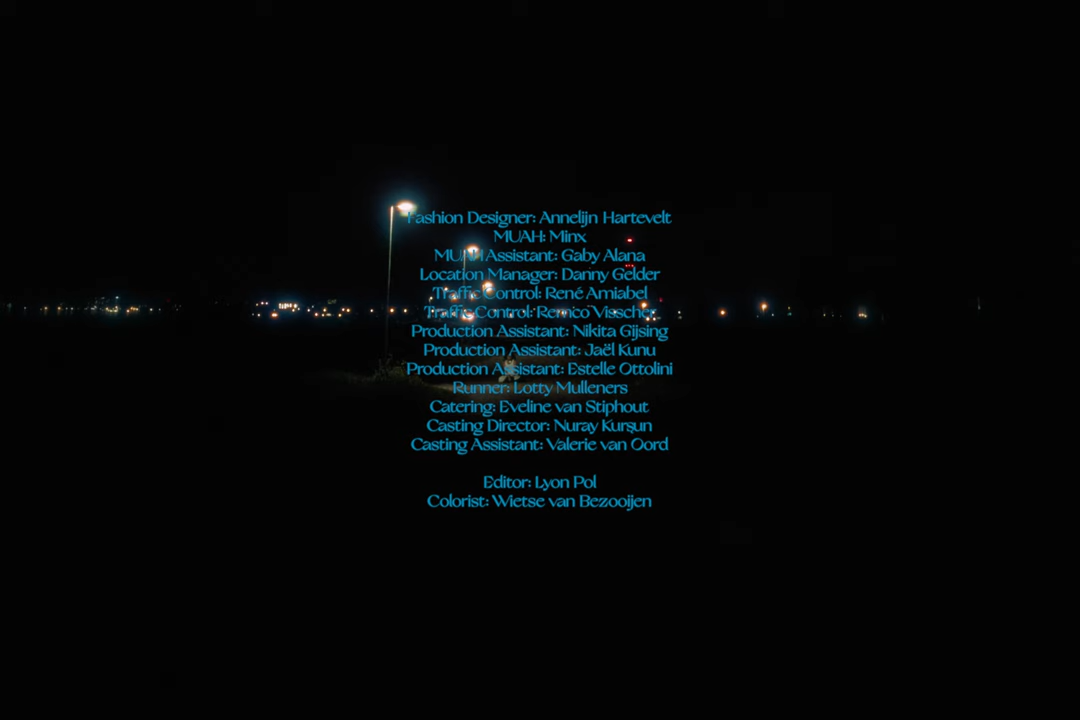 Fashion Designer: Annelijn Hartevelt
MUAH: Minx
MUAH Assistant: Gaby Alana
Location Manager: Danny Gelder
Traffic Control: René Amiabel
Traffic Control: Remco Visscher
Production Assistant: Nikita Gijsing
Production Assistant: Jaël Kunu
Production Assistant: Estelle Ottolini
Runner: Lotty Mulleners
Catering: Eveline van Stiphout
Casting Director: Nuray Kurşun
Casting Assistant: Valerie van Oord
Editor: Lyon Pol
Colorist: Wietse van Bezooijen